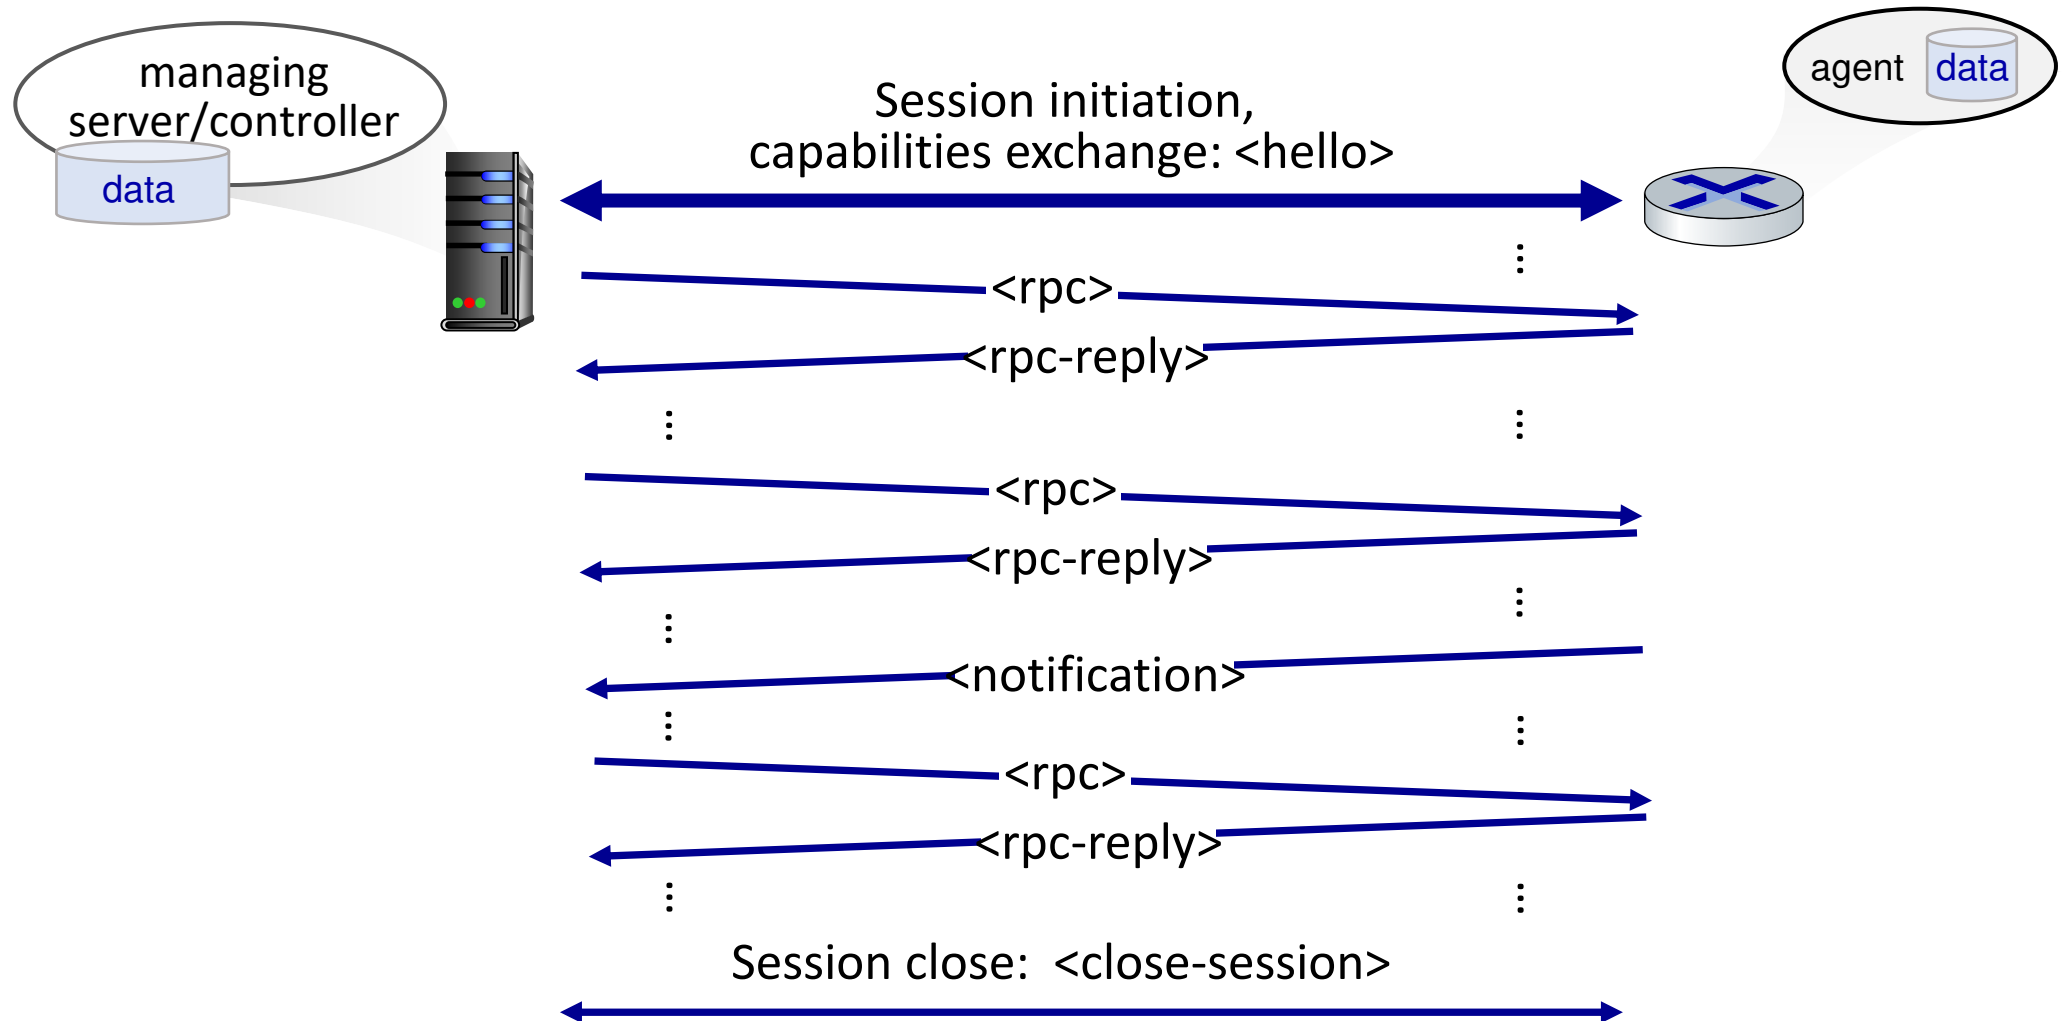 managing
server/controller
data
agent
data
Session initiation,
capabilities exchange: <hello>
<rpc>
<rpc-reply>
<rpc>
<rpc-reply>
<notification>
<rpc>
<rpc-reply>
Session close: <close-session>